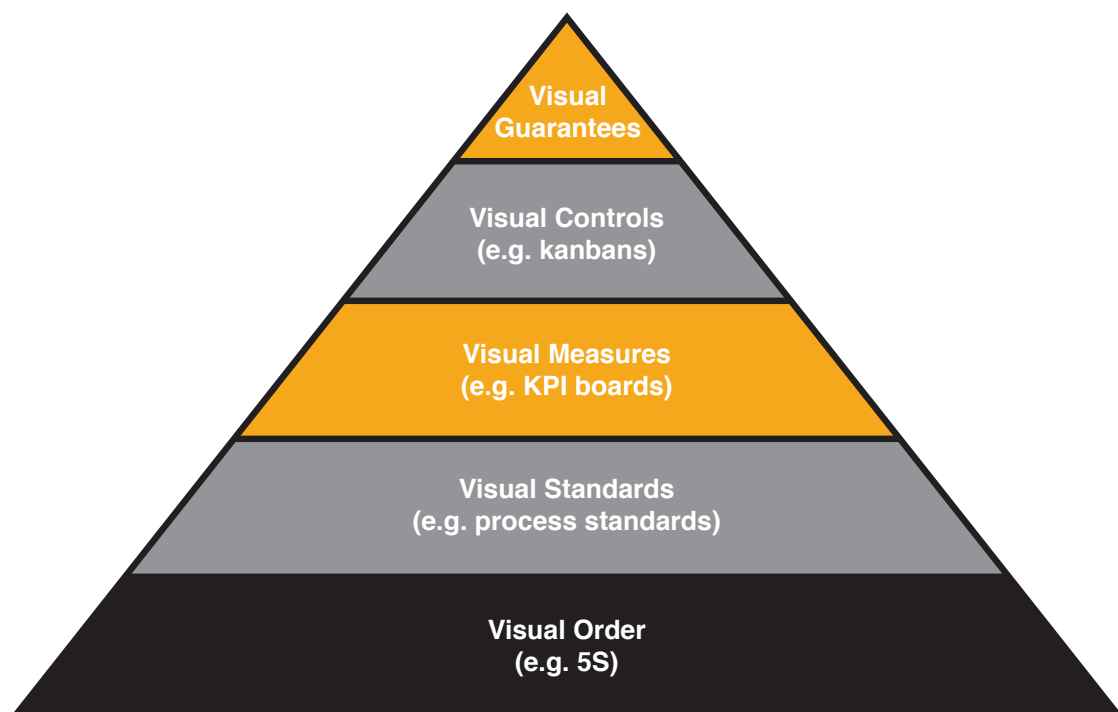 Visual
Guarantees
Visual Controls
(e.g. kanbans)
Visual Measures
(e.g. KPI boards)
Visual Standards
(e.g. process standards)
Visual Order
(e.g. 5S)